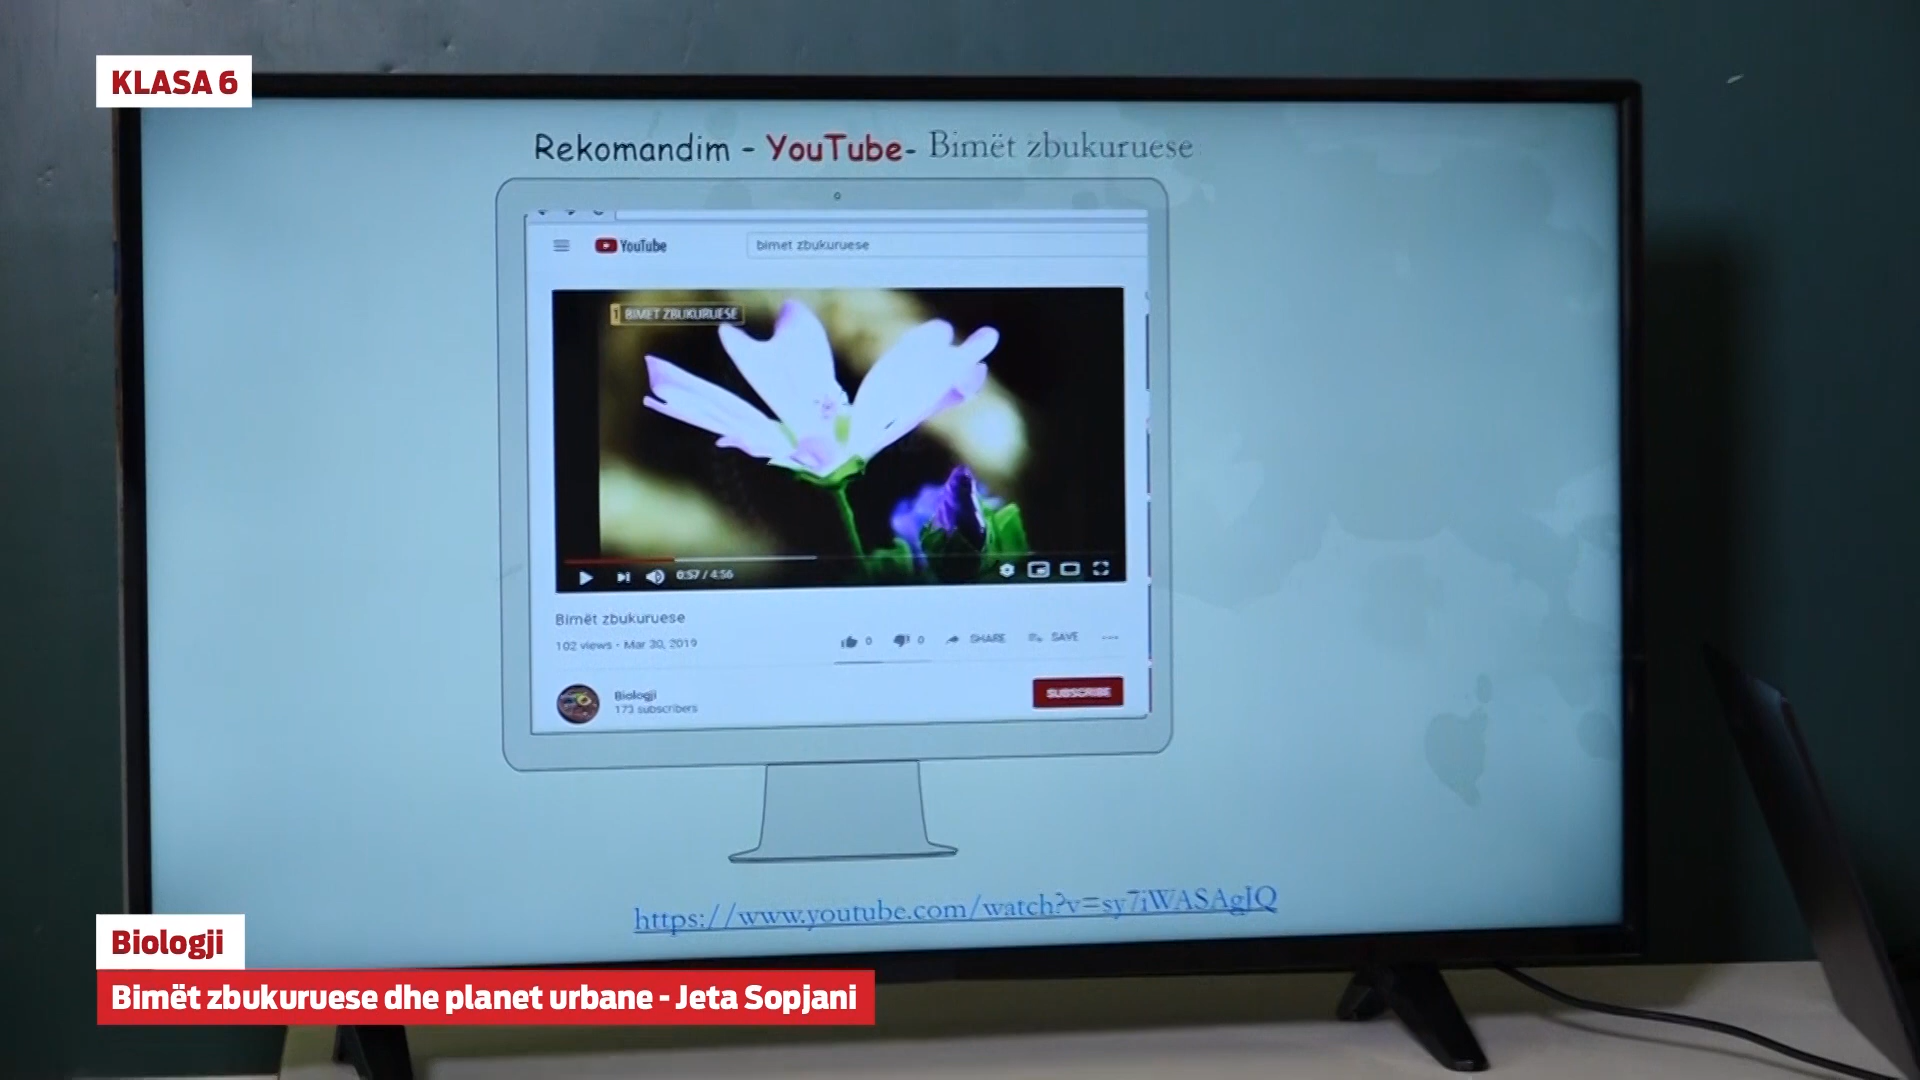 KLASA 6
Rekomandim - YouTube- Bimët zbukuruese
YouTube
bimet zbukuruese
1 BIMET ZBUKURUESE
0:57 / 4:56
Bimët zbukuruese
102 views • Mar 30, 2019
0 0 SHARE SAVE
Biologji
173 subscribers
SUBSCRIBE
https://www.youtube.com/watch?v=sy7iWASAgJQ
Biologji
Bimët zbukuruese dhe planet urbane - Jeta Sopjani